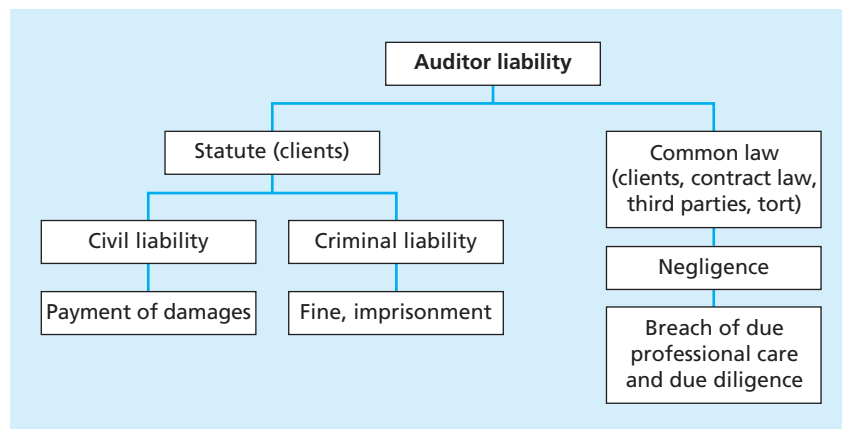 Auditor liability
Statute (clients)
Common law
(clients, contract law,
third parties, tort)
Civil liability
Criminal liability
Negligence
Payment of damages
Fine, imprisonment
Breach of due
professional care
and due diligence